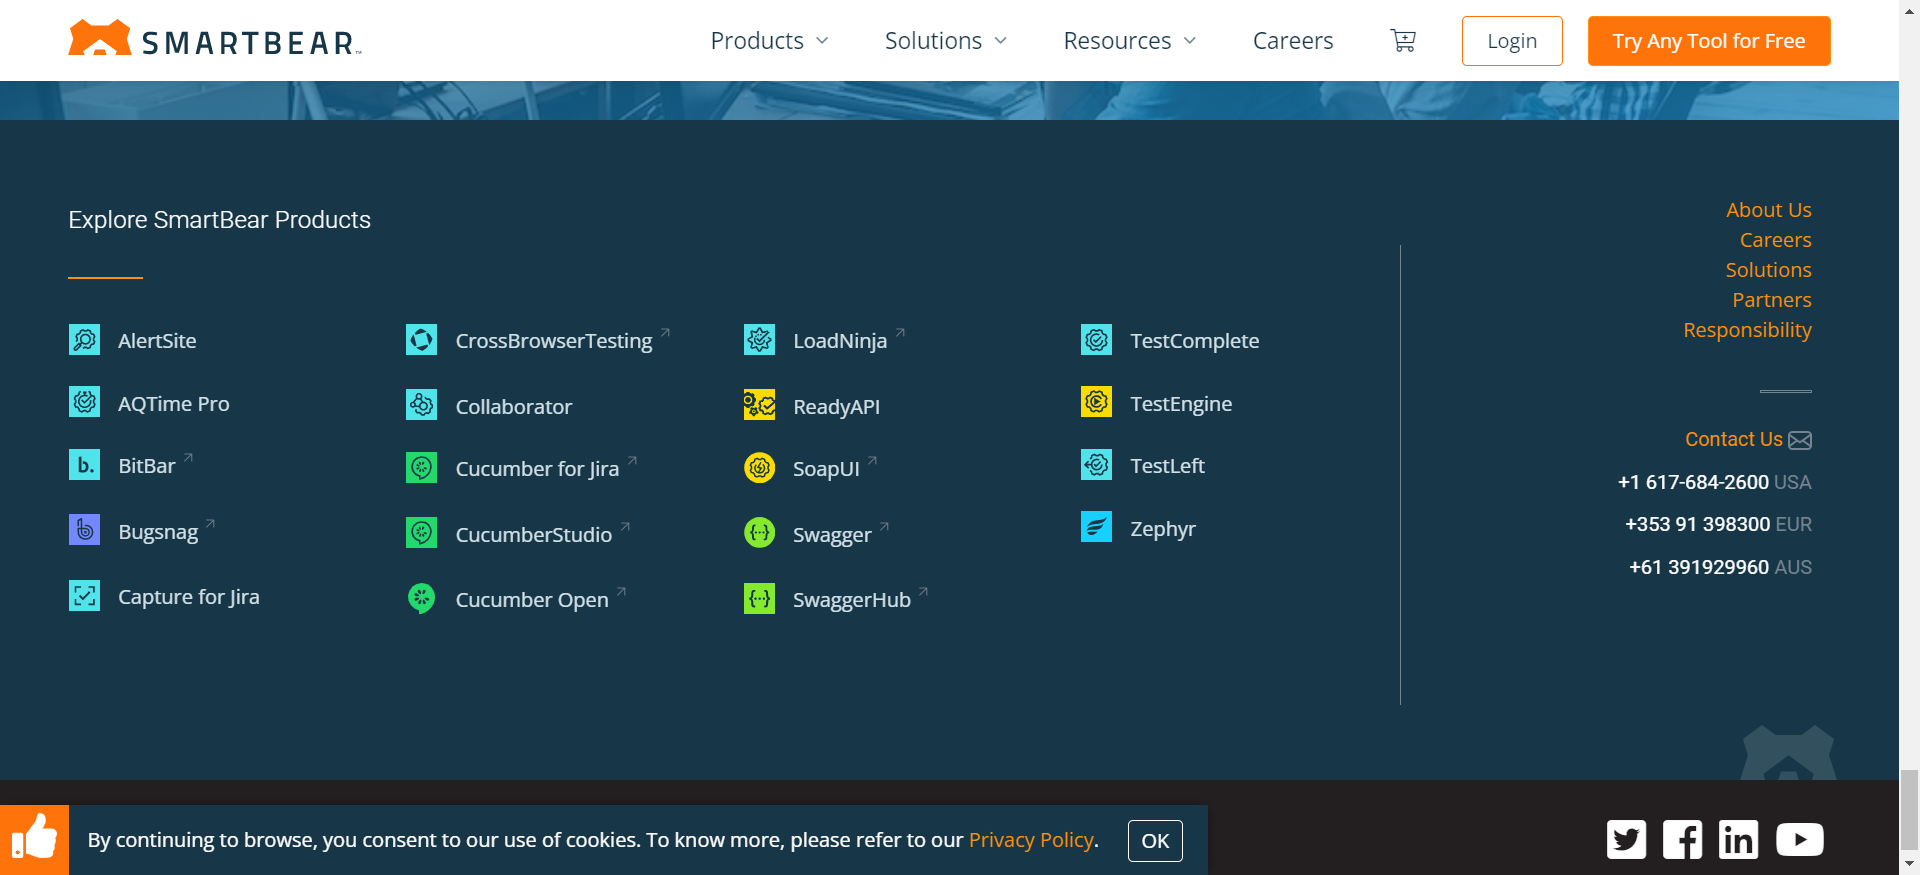 SMARTBEAR™
Products
Solutions
Resources
Careers
Login
Try Any Tool for Free
Explore SmartBear Products
AlertSite
AQTime Pro
BitBar
Bugsnag
Capture for Jira
CrossBrowserTesting
Collaborator
Cucumber for Jira
CucumberStudio
Cucumber Open
LoadNinja
ReadyAPI
SoapUI
Swagger
SwaggerHub
TestComplete
TestEngine
TestLeft
Zephyr
About Us
Careers
Solutions
Partners
Responsibility
Contact Us
+1 617-684-2600 USA
+353 91 398300 EUR
+61 391929960 AUS
By continuing to browse, you consent to our use of cookies. To know more, please refer to our Privacy Policy.
OK